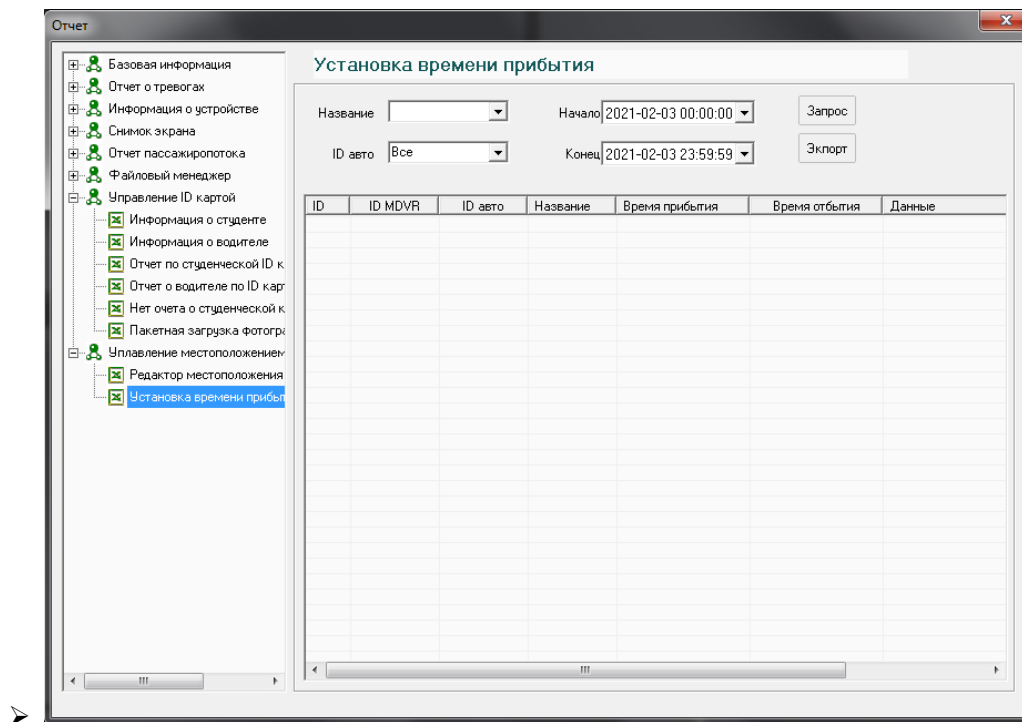 Отчет
Базовая информация
Отчет о тревогах
Информация о устройстве
Снимок экрана
Отчет пассажиропотока
Файловый менеджер
Управление ID картой
Информация о студенте
Информация о водителе
Отчет по студенческой ID к
Отчет о водителе по ID кар
Нет очета о студенческой к
Пакетная загрузка фотогра
Уплавление местоположением
Редактор местоположения
Установка времени прибыт
Установка времени прибытия
Название Начало 2021-02-03 00:00:00 Запрос
ID авто Все Конец 2021-02-03 23:59:59 Экпорт
ID ID MDVR ID авто Название Время прибытия Время отбытия Данные